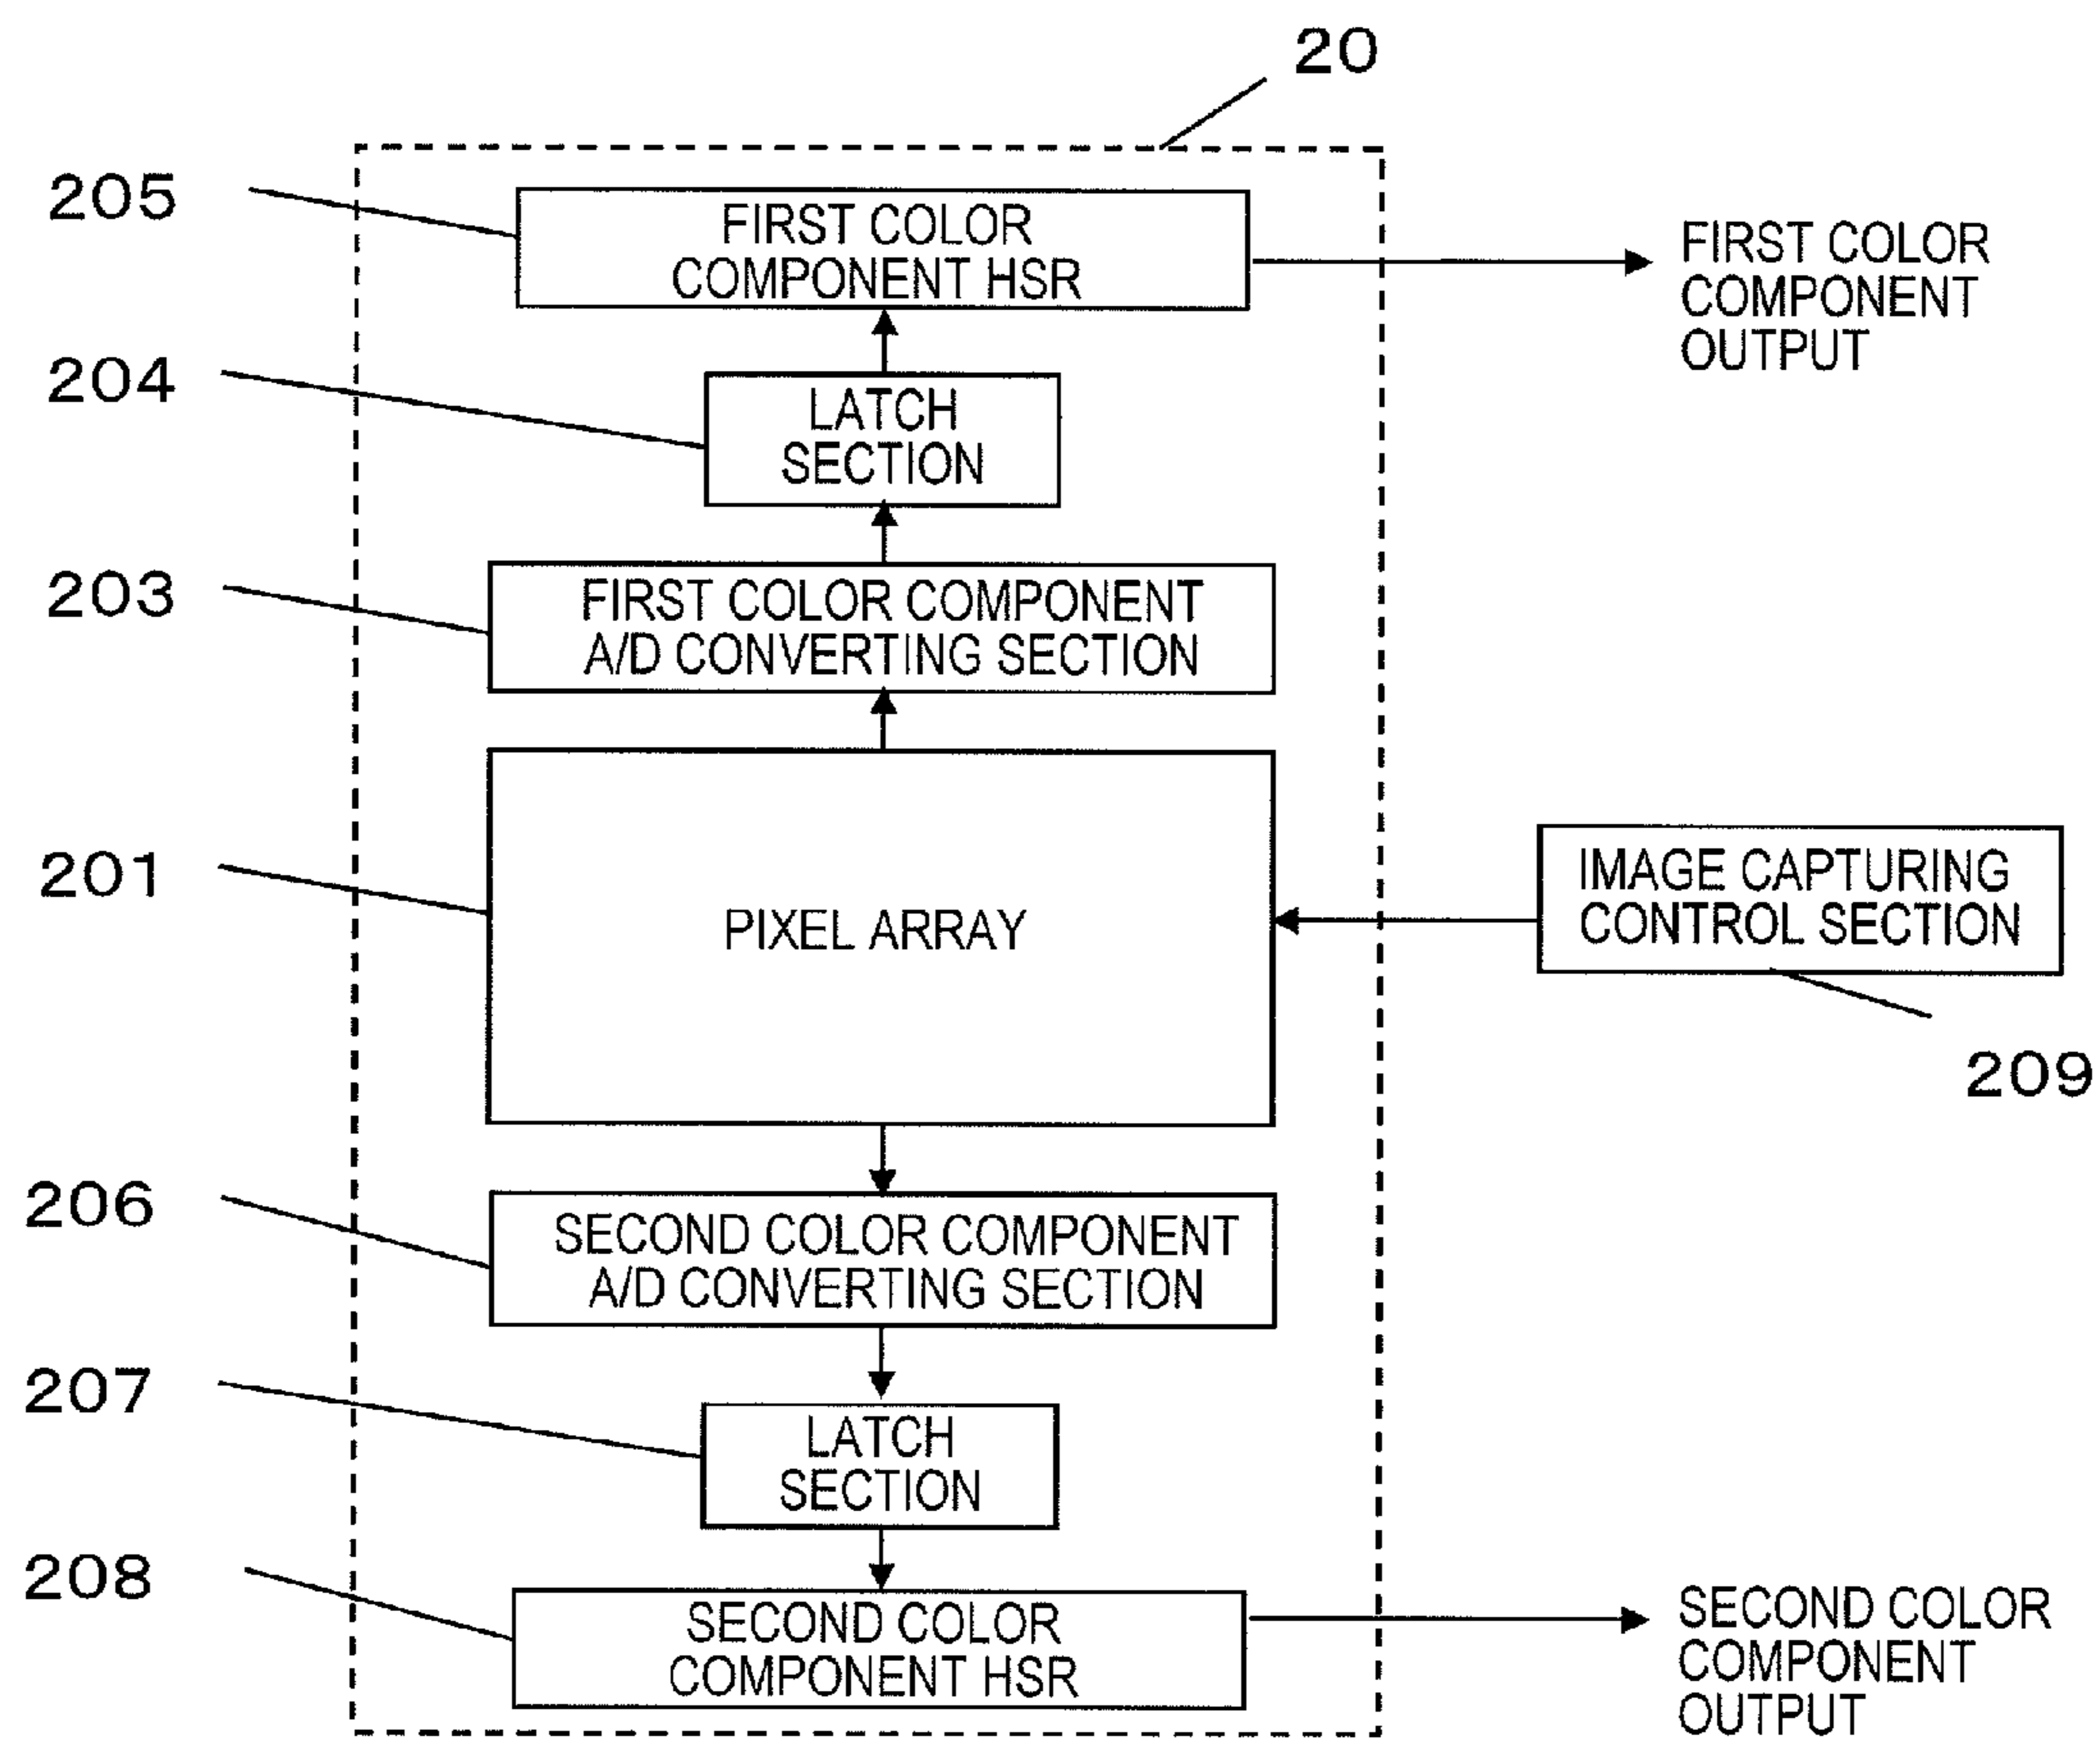 20
205
FIRST COLOR
COMPONENT HSR
FIRST COLOR
COMPONENT
OUTPUT
204
LATCH
SECTION
203
FIRST COLOR COMPONENT
A/D CONVERTING SECTION
201
PIXEL ARRAY
IMAGE CAPTURING
CONTROL SECTION
209
206
SECOND COLOR COMPONENT
A/D CONVERTING SECTION
207
LATCH
SECTION
208
SECOND COLOR
COMPONENT HSR
SECOND COLOR
COMPONENT
OUTPUT